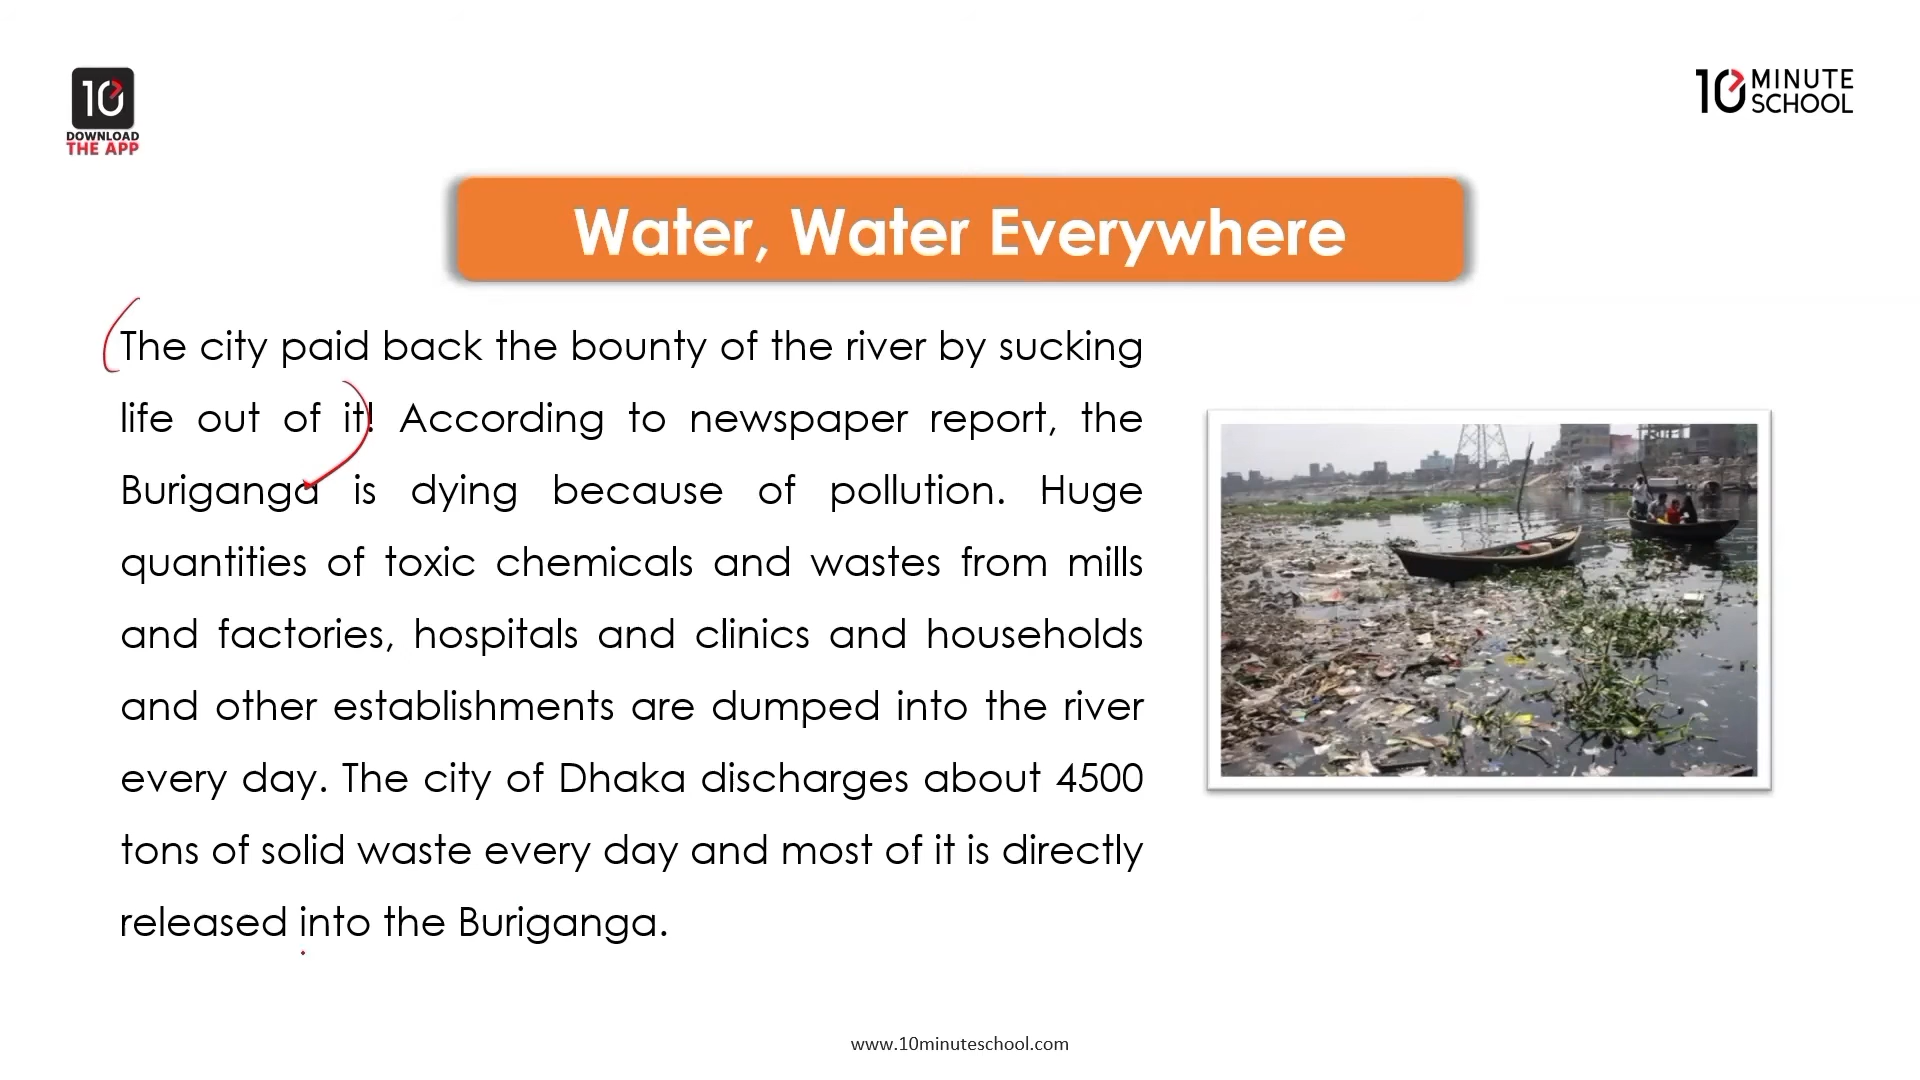 10
DOWNLOAD
THE APP
10 MINUTE
SCHOOL
Water, Water Everywhere
The city paid back the bounty of the river by sucking
life out of it! According to newspaper report, the
Buriganga is dying because of pollution. Huge
quantities of toxic chemicals and wastes from mills
and factories, hospitals and clinics and households
and other establishments are dumped into the river
every day. The city of Dhaka discharges about 4500
tons of solid waste every day and most of it is directly
released into the Buriganga.
www.10minuteschool.com